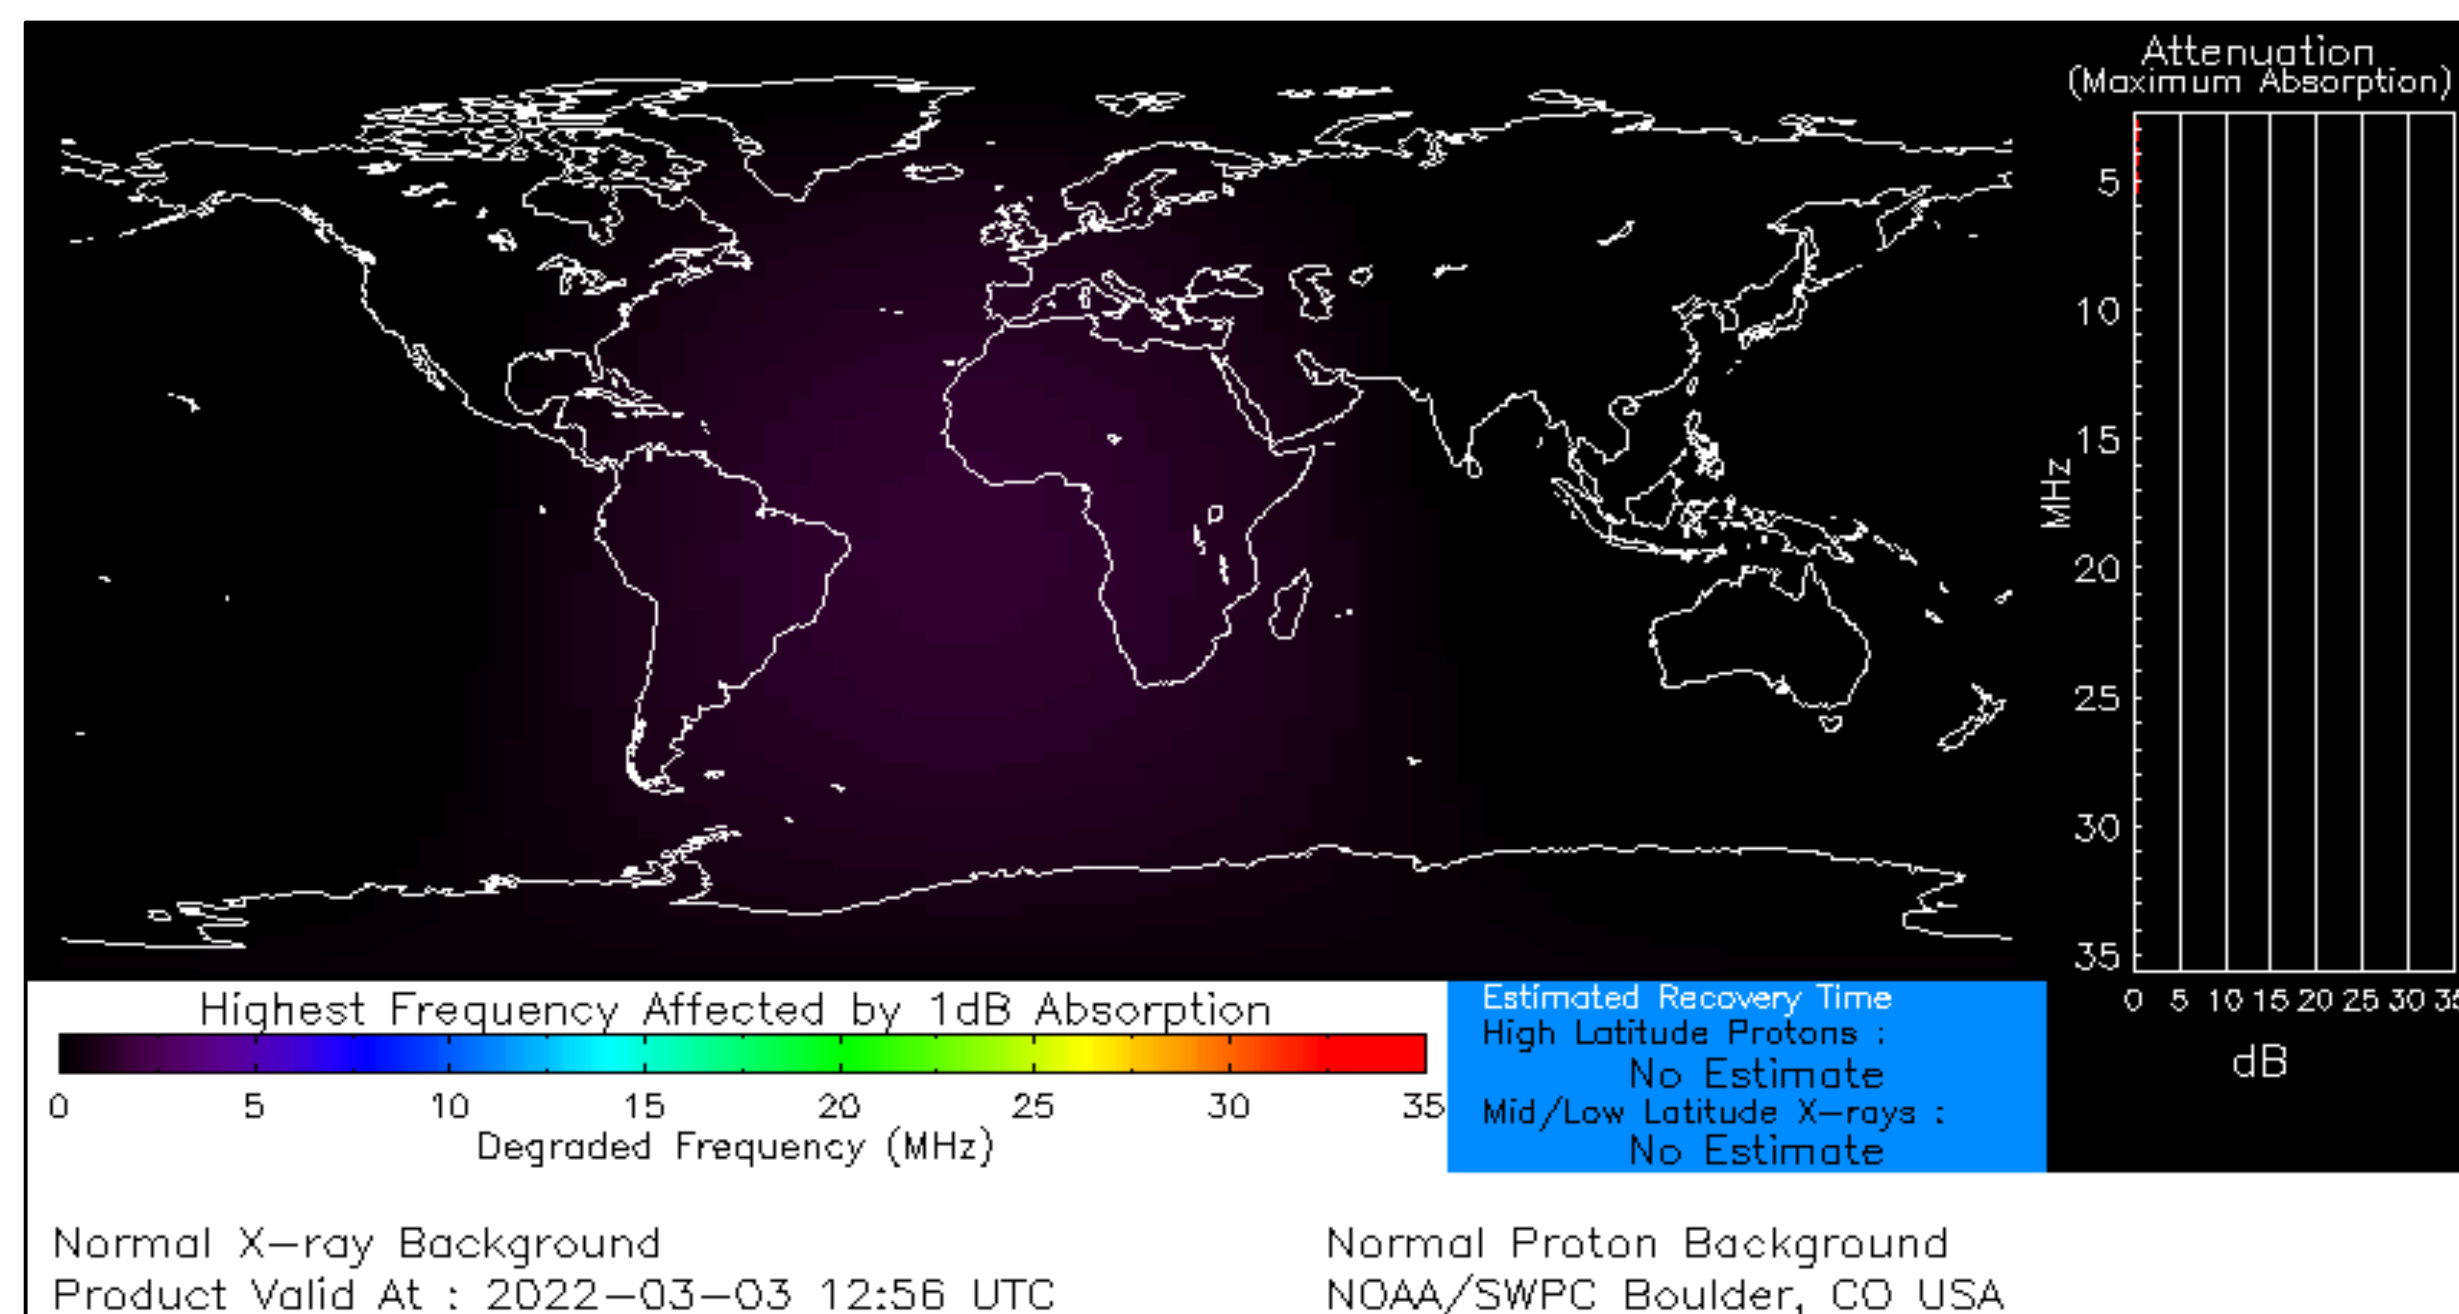 Attenuation
(Maximum Absorption)
5
10
15
20
25
30
35
MHz
0 5 10 15 20 25 30 35
dB
Highest Frequency Affected by 1dB Absorption
0 5 10 15 20 25 30 35
Degraded Frequency (MHz)
Estimated Recovery Time
High Latitude Protons :
No Estimate
Mid/Low Latitude X-rays :
No Estimate
Normal X-ray Background
Normal Proton Background
Product Valid At : 2022-03-03 12:56 UTC
NOAA/SWPC Boulder, CO USA